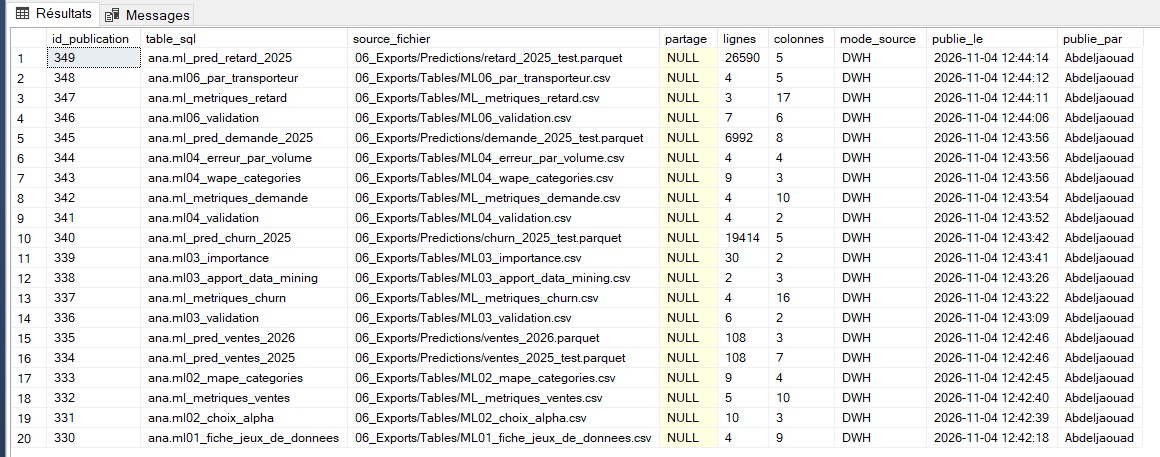 Résultats Messages
id_publication table_sql source_fichier partage lignes colonnes mode_source publie_le publie_par
1 349 ana.ml_pred_retard_2025 06_Exports/Predictions/retard_2025_test.parquet NULL 26590 5 DWH 2026-11-04 12:44:14 Abdeljaouad
2 348 ana.ml06_par_transporteur 06_Exports/Tables/ML06_par_transporteur.csv NULL 4 5 DWH 2026-11-04 12:44:12 Abdeljaouad
3 347 ana.ml_metriques_retard 06_Exports/Tables/ML_metriques_retard.csv NULL 3 17 DWH 2026-11-04 12:44:11 Abdeljaouad
4 346 ana.ml06_validation 06_Exports/Tables/ML06_validation.csv NULL 7 6 DWH 2026-11-04 12:44:06 Abdeljaouad
5 345 ana.ml_pred_demande_2025 06_Exports/Predictions/demande_2025_test.parquet NULL 6992 8 DWH 2026-11-04 12:43:56 Abdeljaouad
6 344 ana.ml04_erreur_par_volume 06_Exports/Tables/ML04_erreur_par_volume.csv NULL 4 4 DWH 2026-11-04 12:43:56 Abdeljaouad
7 343 ana.ml04_wape_categories 06_Exports/Tables/ML04_wape_categories.csv NULL 9 3 DWH 2026-11-04 12:43:56 Abdeljaouad
8 342 ana.ml_metriques_demande 06_Exports/Tables/ML_metriques_demande.csv NULL 4 10 DWH 2026-11-04 12:43:54 Abdeljaouad
9 341 ana.ml04_validation 06_Exports/Tables/ML04_validation.csv NULL 4 2 DWH 2026-11-04 12:43:52 Abdeljaouad
10 340 ana.ml_pred_churn_2025 06_Exports/Predictions/churn_2025_test.parquet NULL 19414 5 DWH 2026-11-04 12:43:42 Abdeljaouad
11 339 ana.ml03_importance 06_Exports/Tables/ML03_importance.csv NULL 30 2 DWH 2026-11-04 12:43:41 Abdeljaouad
12 338 ana.ml03_apport_data_mining 06_Exports/Tables/ML03_apport_data_mining.csv NULL 2 3 DWH 2026-11-04 12:43:26 Abdeljaouad
13 337 ana.ml_metriques_churn 06_Exports/Tables/ML_metriques_churn.csv NULL 4 16 DWH 2026-11-04 12:43:22 Abdeljaouad
14 336 ana.ml03_validation 06_Exports/Tables/ML03_validation.csv NULL 6 2 DWH 2026-11-04 12:43:09 Abdeljaouad
15 335 ana.ml_pred_ventes_2026 06_Exports/Predictions/ventes_2026.parquet NULL 108 3 DWH 2026-11-04 12:42:46 Abdeljaouad
16 334 ana.ml_pred_ventes_2025 06_Exports/Predictions/ventes_2025_test.parquet NULL 108 7 DWH 2026-11-04 12:42:46 Abdeljaouad
17 333 ana.ml02_mape_categories 06_Exports/Tables/ML02_mape_categories.csv NULL 9 4 DWH 2026-11-04 12:42:45 Abdeljaouad
18 332 ana.ml_metriques_ventes 06_Exports/Tables/ML_metriques_ventes.csv NULL 5 10 DWH 2026-11-04 12:42:40 Abdeljaouad
19 331 ana.ml02_choix_alpha 06_Exports/Tables/ML02_choix_alpha.csv NULL 10 3 DWH 2026-11-04 12:42:39 Abdeljaouad
20 330 ana.ml01_fiche_jeux_de_donnees 06_Exports/Tables/ML01_fiche_jeux_de_donnees.csv NULL 4 9 DWH 2026-11-04 12:42:18 Abdeljaouad